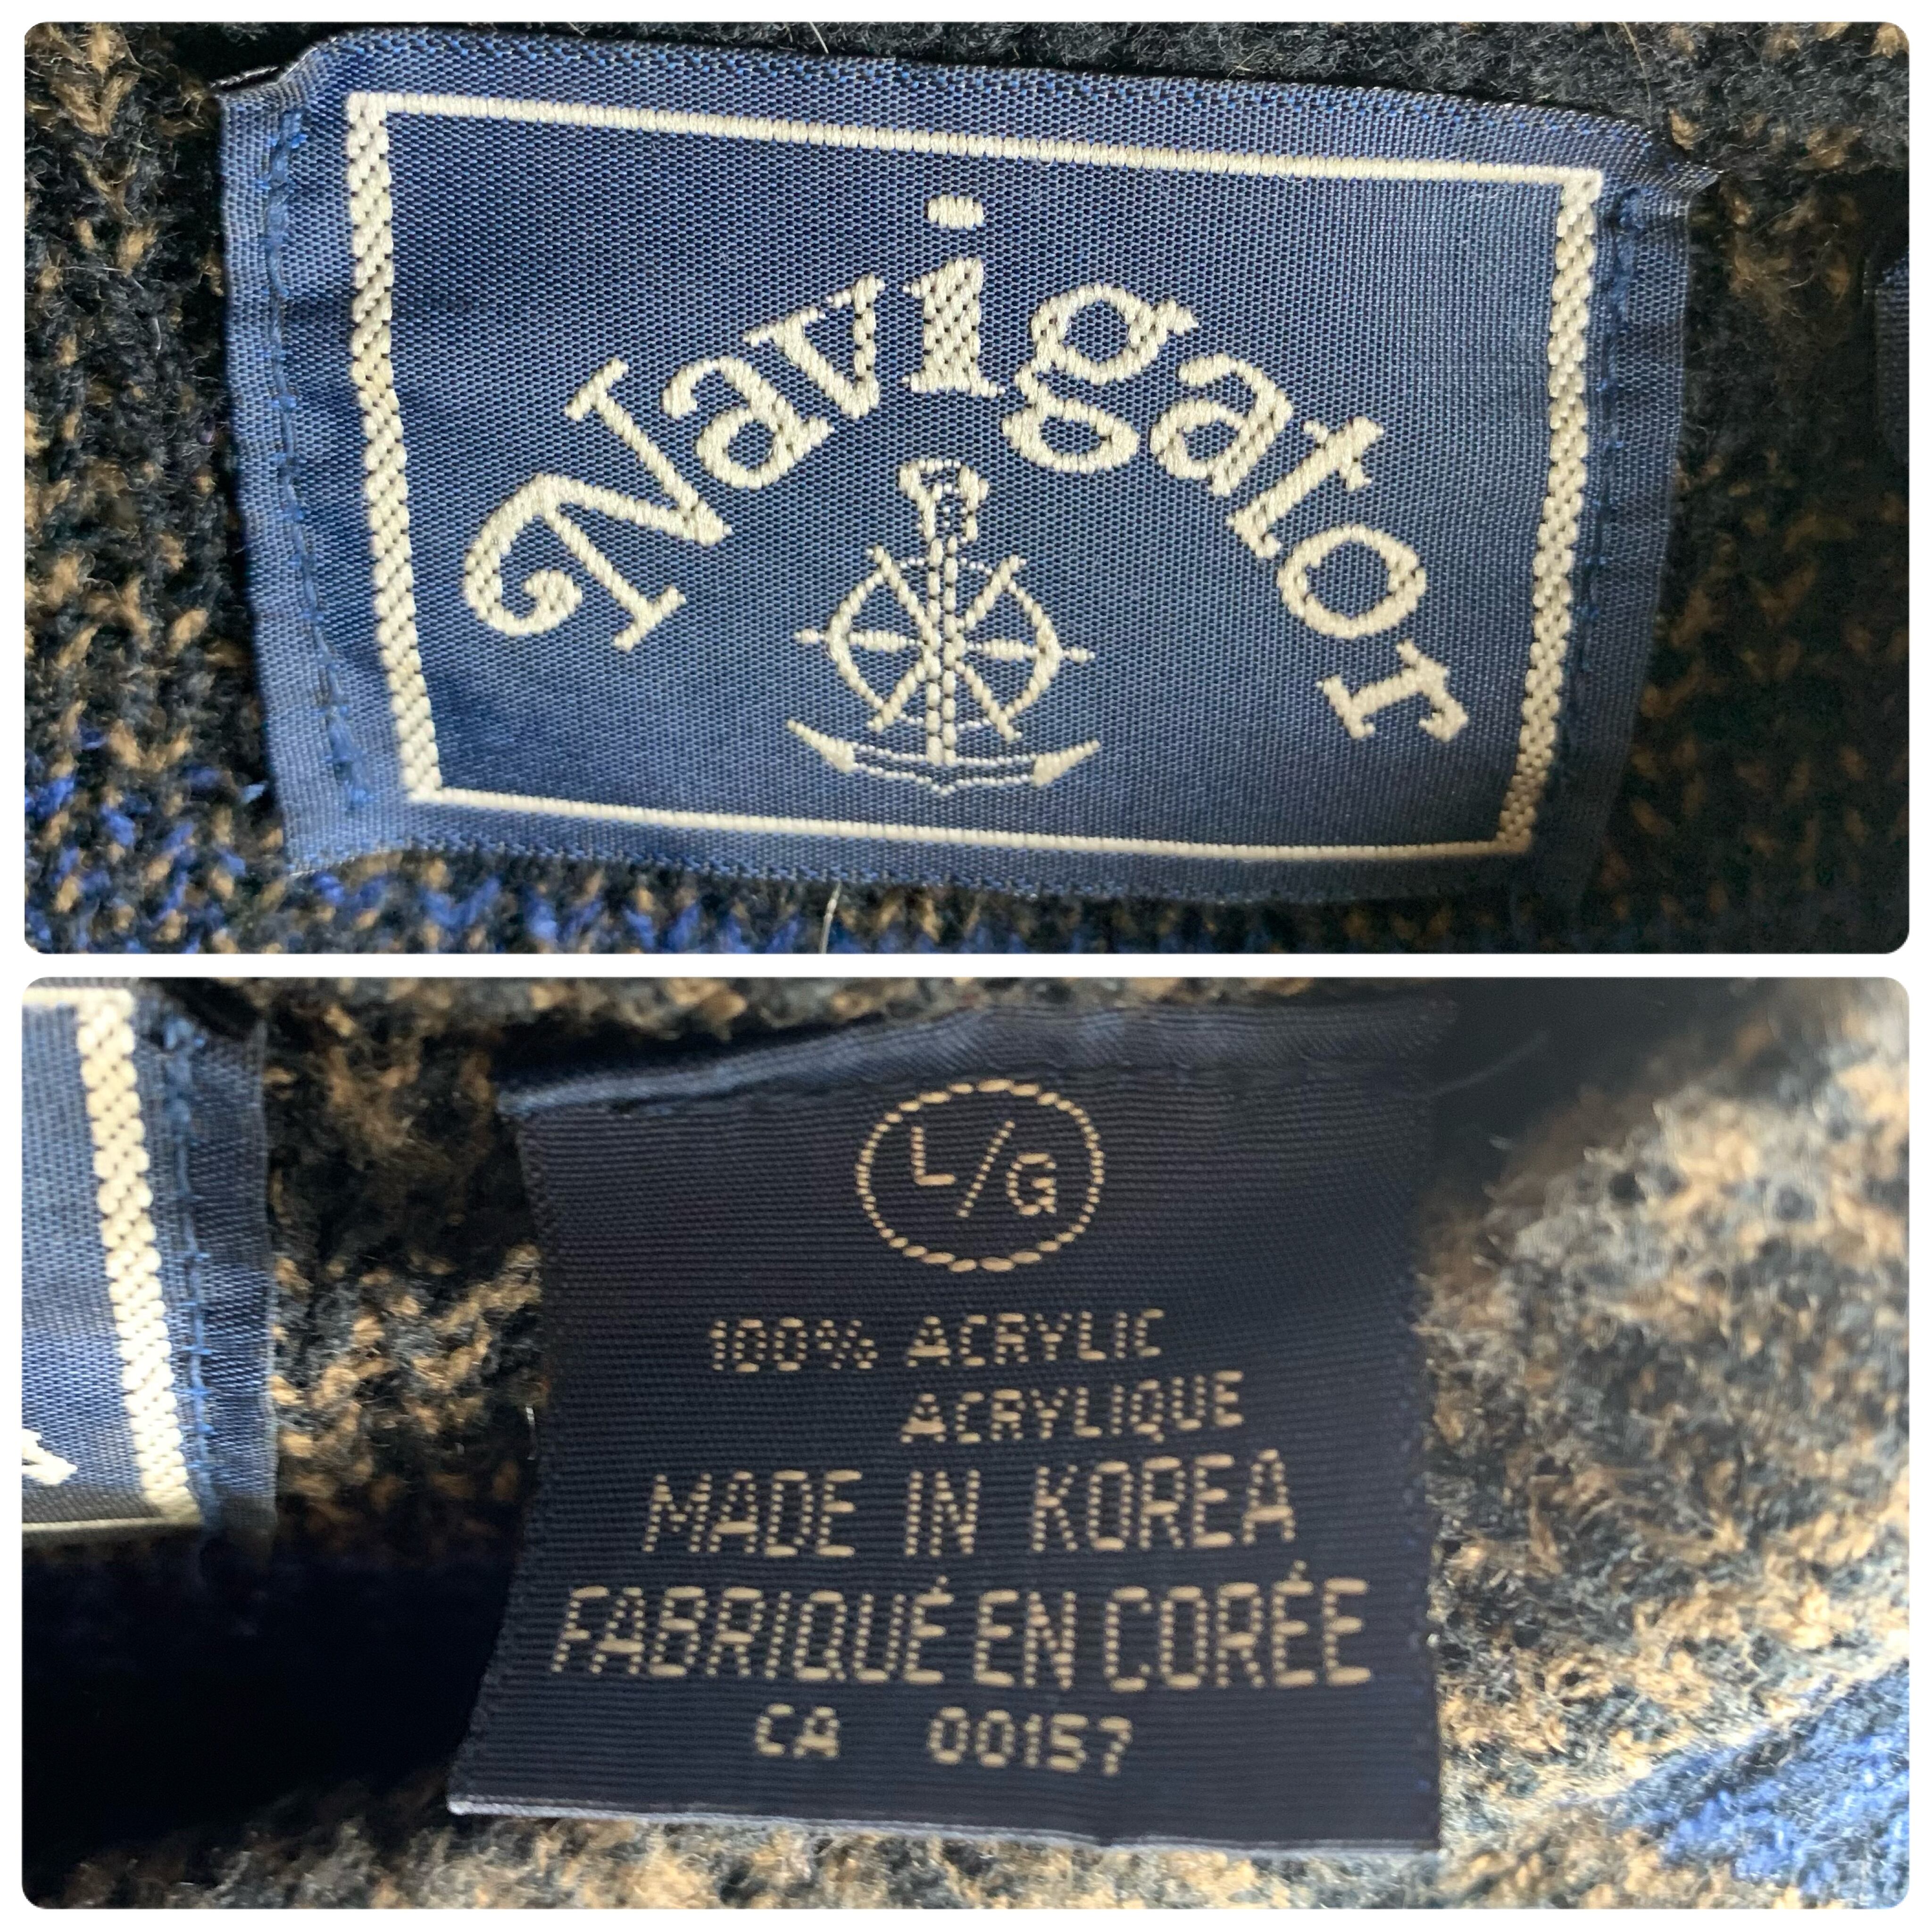 Navigator
L/G
100% ACRYLIC
ACRYLIQUE
MADE IN KOREA
FABRIQUÉ EN CORÉE
CA 00157